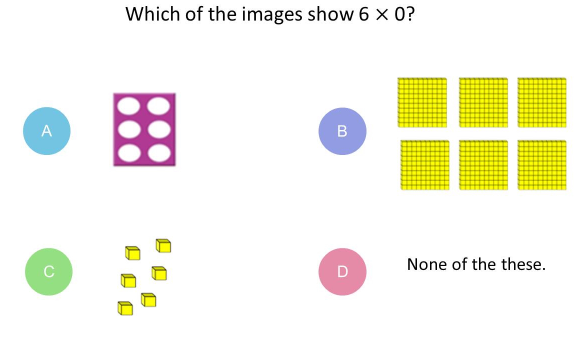 Which of the images show 6 × 0?
A
B
C
D
None of the these.